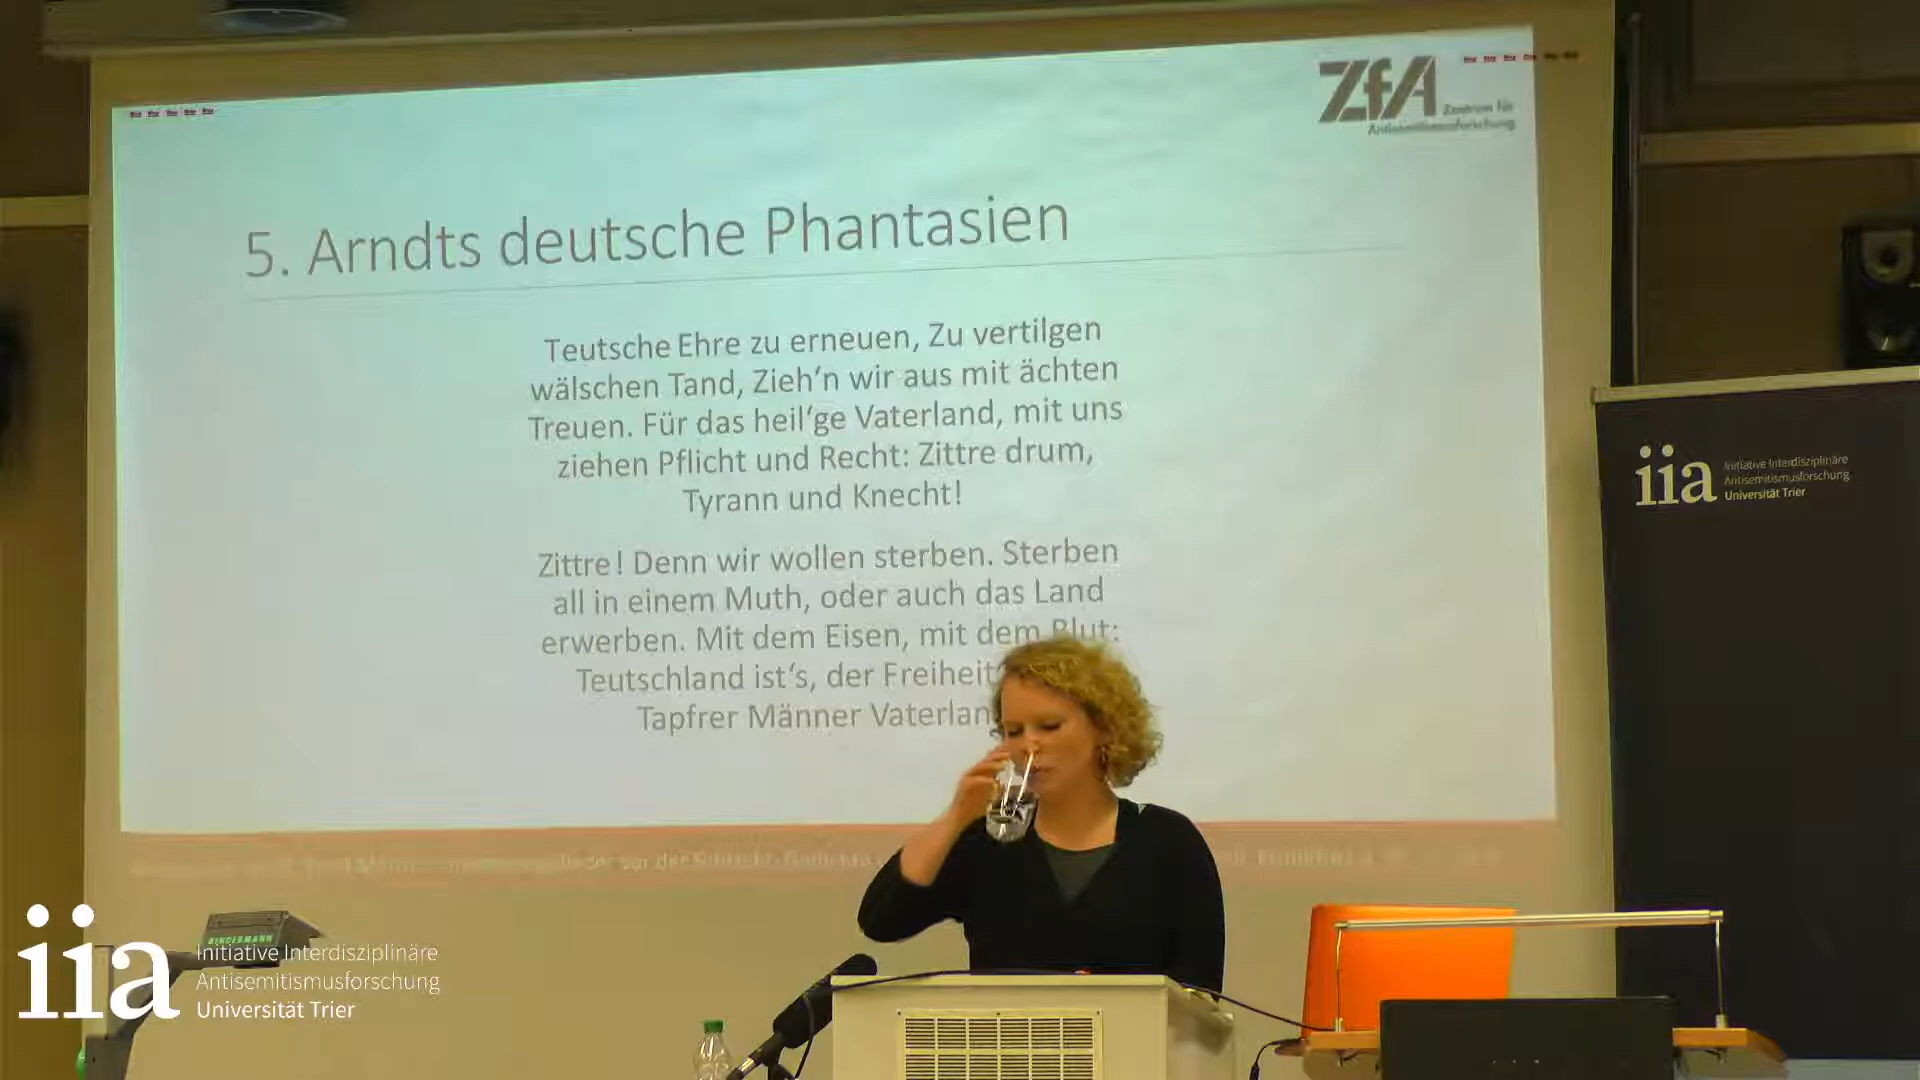 ZfA Zentrum für
Antisemitismusforschung
5. Arndts deutsche Phantasien
Teutsche Ehre zu erneuen, Zu vertilgen
wälschen Tand, Zieh‘n wir aus mit ächten
Treuen. Für das heil‘ge Vaterland, mit uns
ziehen Pflicht und Recht: Zittre drum,
Tyrann und Knecht!
Zittre! Denn wir wollen sterben. Sterben
all in einem Muth, oder auch das Land
erwerben. Mit dem Eisen, mit dem Blut:
Teutschland ist‘s, der Freiheit
Tapfrer Männer
iia Initiative Interdisziplinäre
Antisemitismusforschung
Universität Trier
iia Initiative Interdisziplinäre
Antisemitismusforschung
Universität Trier